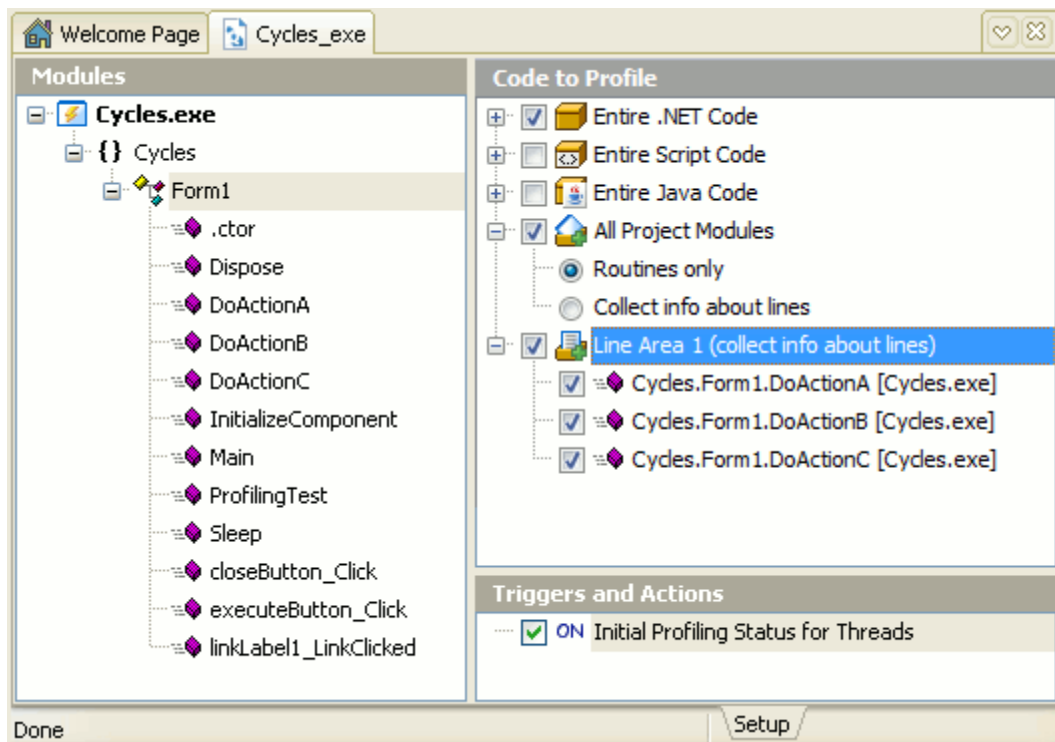 Welcome Page
Cycles_exe
Modules
Cycles.exe
{} Cycles
Form1
.ctor
Dispose
DoActionA
DoActionB
DoActionC
InitializeComponent
Main
ProfilingTest
Sleep
closeButton_Click
executeButton_Click
linkLabel1_LinkClicked
Code to Profile
Entire .NET Code
Entire Script Code
Entire Java Code
All Project Modules
Routines only
Collect info about lines
Line Area 1 (collect info about lines)
Cycles.Form1.DoActionA [Cycles.exe]
Cycles.Form1.DoActionB [Cycles.exe]
Cycles.Form1.DoActionC [Cycles.exe]
Triggers and Actions
ON Initial Profiling Status for Threads
Done
Setup